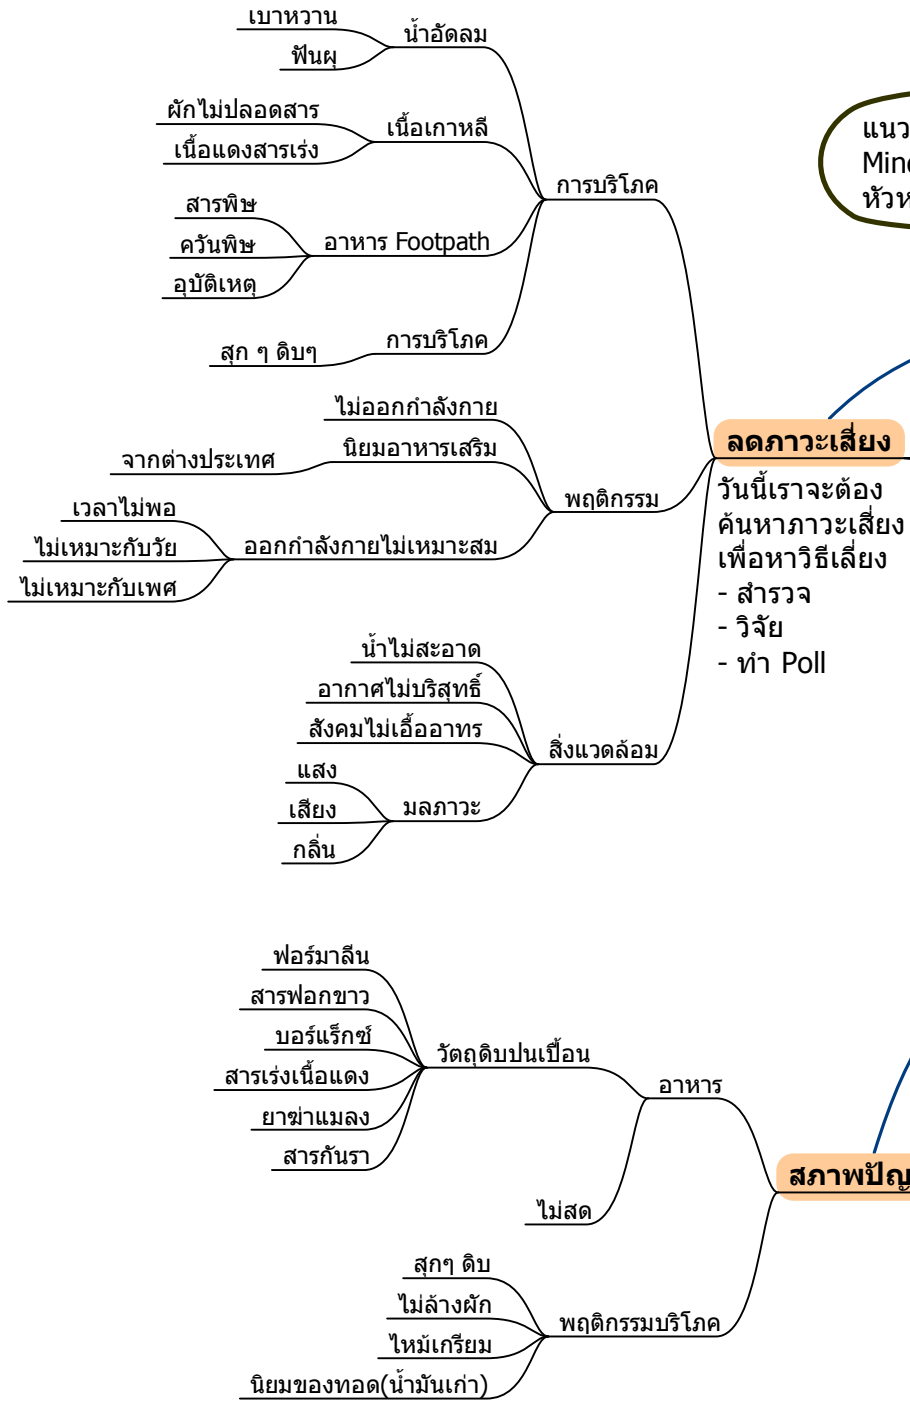 เบาหวาน
น้ำอัดลม
ฟันผุ
ผักไม่ปลอดสาร
เนื้อเกาหลี
เนื้อแดงสารเร่ง
การบริโภค
สารพิษ
ควันพิษ
อาหาร Footpath
อุบัติเหตุ
การบริโภค
สุก ๆ ดิบๆ
ไม่ออกกำลังกาย
นิยมอาหารเสริม
จากต่างประเทศ
พฤติกรรม
เวลาไม่พอ
ไม่เหมาะกับวัย
ออกกำลังกายไม่เหมาะสม
ไม่เหมาะกับเพศ
ลดภาวะเสี่ยง
วันนี้เราจะต้อง
ค้นหาภาวะเสี่ยง
เพื่อหาวิธีเลี่ยง
- สำรวจ
- วิจัย
- ทำ Poll
น้ำไม่สะอาด
อากาศไม่บริสุทธิ์
สังคมไม่เอื้ออาทร
สิ่งแวดล้อม
แสง
เสียง
มลภาวะ
กลิ่น
แนว
Mind
หัวห
ฟอร์มาลีน
สารฟอกขาว
บอร์แร็กซ์
วัตถุดิบปนเปื้อน
สารเร่งเนื้อแดง
ยาฆ่าแมลง
สารกันรา
อาหาร
ไม่สด
สภาพปัญ
สุกๆ ดิบ
ไม่ล้างผัก
พฤติกรรมบริโภค
ไหม้เกรียม
นิยมของทอด(น้ำมันเก่า)